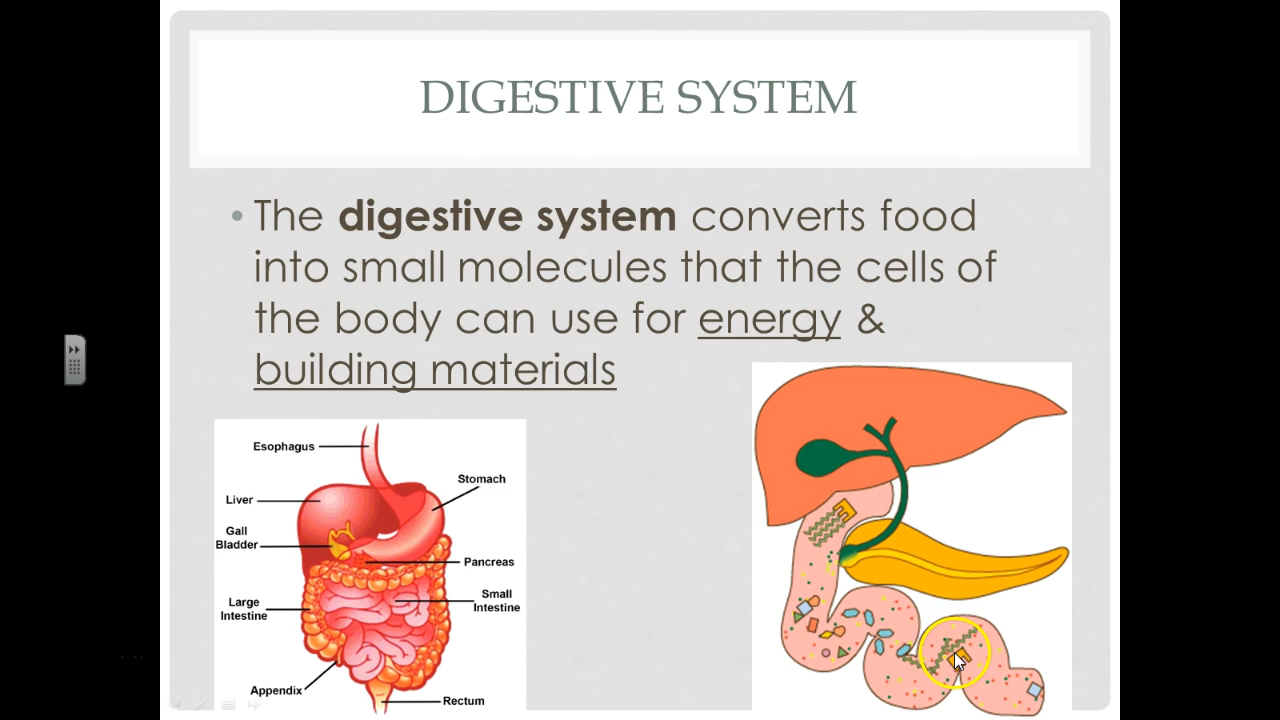 DIGESTIVE SYSTEM
• The digestive system converts food
into small molecules that the cells of
the body can use for energy &
building materials
Esophagus
Stomach
Liver
Gall
Bladder
Pancreas
Small
Intestine
Large
Intestine
Appendix
Rectum